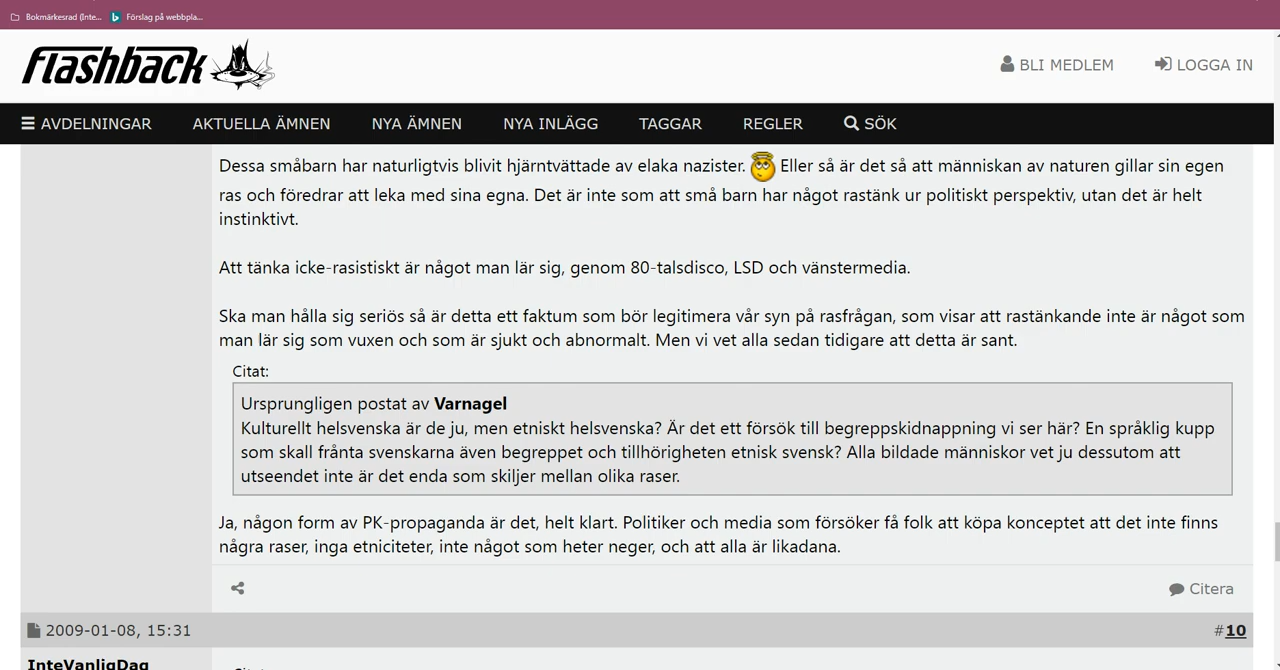 Bokmärkesrad (Inte...
Förslag på webbpla...
flashback
BLI MEDLEM
LOGGA IN
AVDELNINGAR
AKTUELLA ÄMNEN
NYA ÄMNEN
NYA INLÄGG
TAGGAR
REGLER
SÖK
Dessa småbarn har naturligtvis blivit hjärntvättade av elaka nazister. Eller så är det så att människan av naturen gillar sin egen
ras och föredrar att leka med sina egna. Det är inte som att små barn har något rastänk ur politiskt perspektiv, utan det är helt
instinktivt.
Att tänka icke-rasistiskt är något man lär sig, genom 80-talsdisco, LSD och vänstermedia.
Ska man hålla sig seriös så är detta ett faktum som bör legitimera vår syn på rasfrågan, som visar att rastänkande inte är något som
man lär sig som vuxen och som är sjukt och abnormalt. Men vi vet alla sedan tidigare att detta är sant.
Citat:
Ursprungligen postat av Varnagel
Kulturellt helsvenska är de ju, men etniskt helsvenska? Är det ett försök till begreppskidnappning vi ser här? En språklig kupp
som skall frånta svenskarna även begreppet och tillhörigheten etnisk svensk? Alla bildade människor vet ju dessutom att
utseendet inte är det enda som skiljer mellan olika raser.
Ja, någon form av PK-propaganda är det, helt klart. Politiker och media som försöker få folk att köpa konceptet att det inte finns
några raser, inga etniciteter, inte något som heter neger, och att alla är likadana.
Citera
2009-01-08, 15:31
#10
InteVanligDag
Citat: